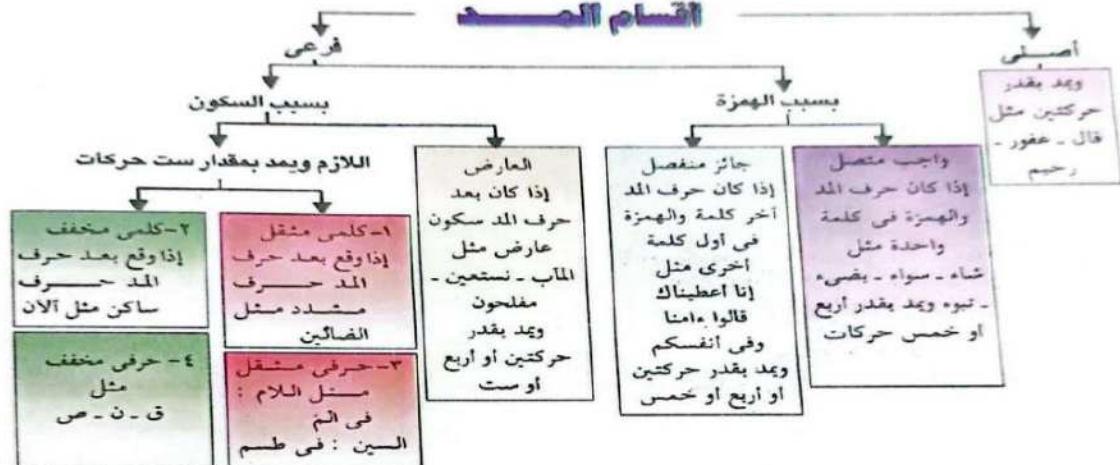 أقسام المد
أصلى
ويمد بقدر
حركتين مثل
قال - غفور -
رحيم
فرعى
بسبب الهمزة
واجب متصل
إذا كان حرف المد
والهمزة فى كلمة
واحدة مثل
شاء - سواء - يضىء
- تبوء ويمد بقدر أربع
او خمس حركات
جائز منفصل
إذا كان حرف المد
آخر كلمة والهمزة
فى أول كلمة
أخرى مثل
إنا أعطيناك
قالوا ءامنا
وفى أنفسكم
ويمد بقدر حركتين
أو أربع أو خمس
بسبب السكون
العارض
إذا كان بعد
حرف المد سكون
عارض مثل
المآب - نستعين -
مفلحون
ويمد بقدر
حركتين أو أربع
أو ست
اللازم ويمد بمقدار ست حركات
١- كلمى مثقل
إذا وقع بعد حرف
المد حرف
مشدد مثل
الضالين
٢- كلمى مخفف
إذا وقع بعد حرف
المد حرف
ساكن مثل آلآن
٣- حرفى مثقل
مثل اللام :
فى الم
السين : فى طسم
٤- حرفى مخفف
مثل
ق - ن - ص